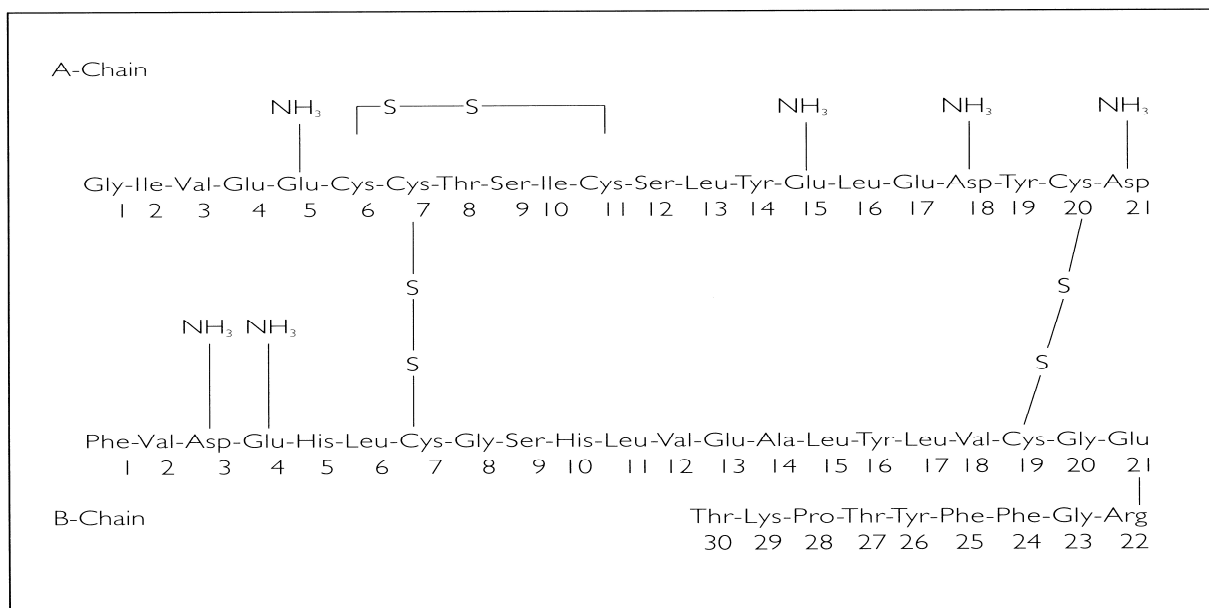 A-Chain
NH₃ S S NH₃ NH₃ NH₃
Gly-Ile-Val-Glu-Glu-Cys-Cys-Thr-Ser-Ile-Cys-Ser-Leu-Tyr-Glu-Leu-Glu-Asp-Tyr-Cys-Asp
1 2 3 4 5 6 7 8 9 10 11 12 13 14 15 16 17 18 19 20 21
S S
NH₃ NH₃
S S
Phe-Val-Asp-Glu-His-Leu-Cys-Gly-Ser-His-Leu-Val-Glu-Ala-Leu-Tyr-Leu-Val-Cys-Gly-Glu
1 2 3 4 5 6 7 8 9 10 11 12 13 14 15 16 17 18 19 20 21
B-Chain
Thr-Lys-Pro-Thr-Tyr-Phe-Phe-Gly-Arg
30 29 28 27 26 25 24 23 22